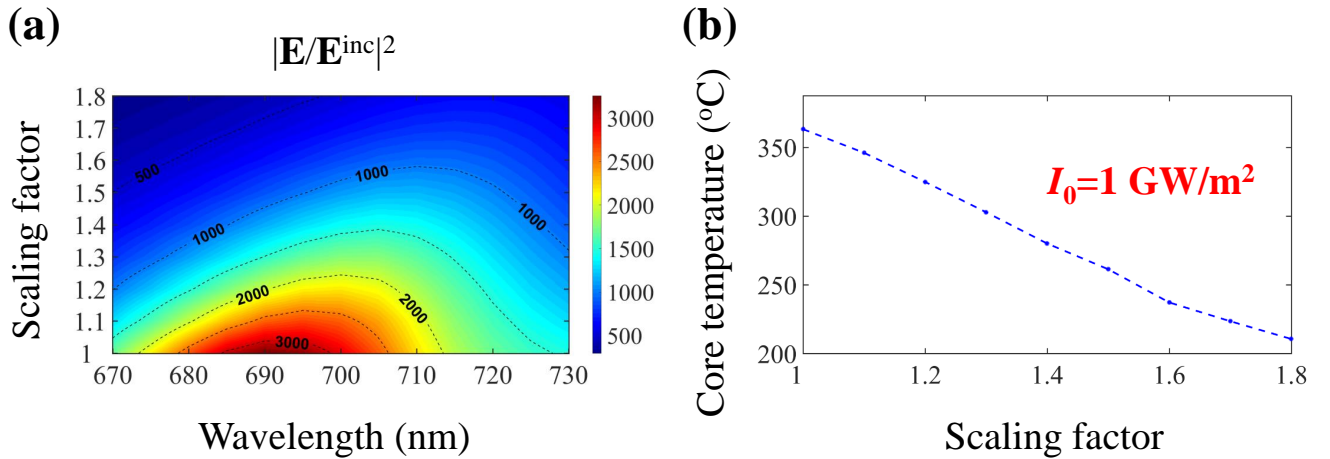 (a)
|E/E^inc|²
Scaling factor
1.8
1.7
1.6
1.5
1.4
1.3
1.2
1.1
1
500
1000
1000
2000
2000
3000
670 680 690 700 710 720 730
Wavelength (nm)
3000
2500
2000
1500
1000
500
(b)
Core temperature (°C)
350
300
250
200
I₀=1 GW/m²
1 1.2 1.4 1.6 1.8
Scaling factor